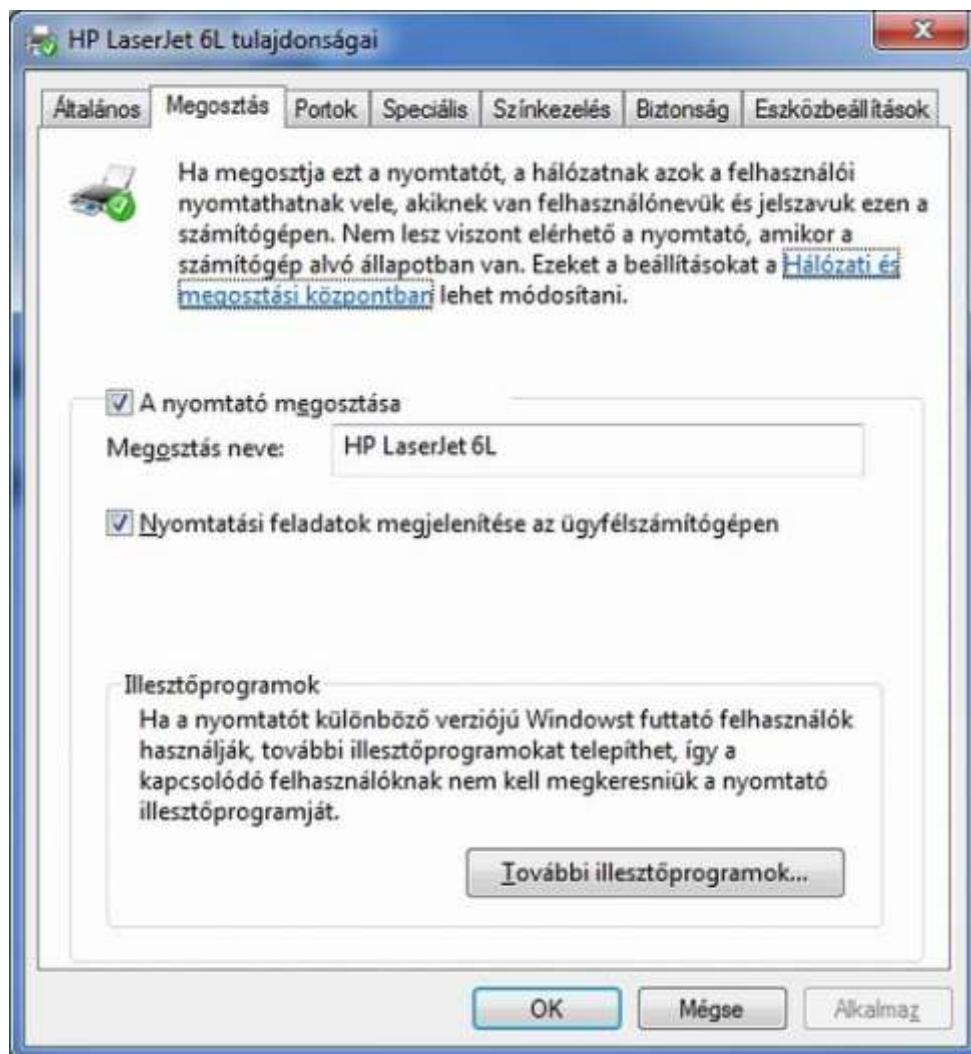 HP LaserJet 6L tulajdonságai
Általános Megosztás Portok Speciális Színkezelés Biztonság Eszközbeállítások
Ha megosztja ezt a nyomtatót, a hálózatnak azok a felhasználói
nyomtathatnak vele, akiknek van felhasználónevük és jelszavuk ezen a
számítógépen. Nem lesz viszont elérhető a nyomtató, amikor a
számítógép alvó állapotban van. Ezeket a beállításokat a Hálózati és
megosztási központban lehet módosítani.
A nyomtató megosztása
Megosztás neve: HP LaserJet 6L
Nyomtatási feladatok megjelenítése az ügyfélszámítógépen
Illesztőprogramok
Ha a nyomtatót különböző verziójú Windowst futtató felhasználók
használják, további illesztőprogramokat telepíthet, így a
kapcsolódó felhasználóknak nem kell megkeresniük a nyomtató
illesztőprogramját.
További illesztőprogramok...
OK Mégse Alkalmaz